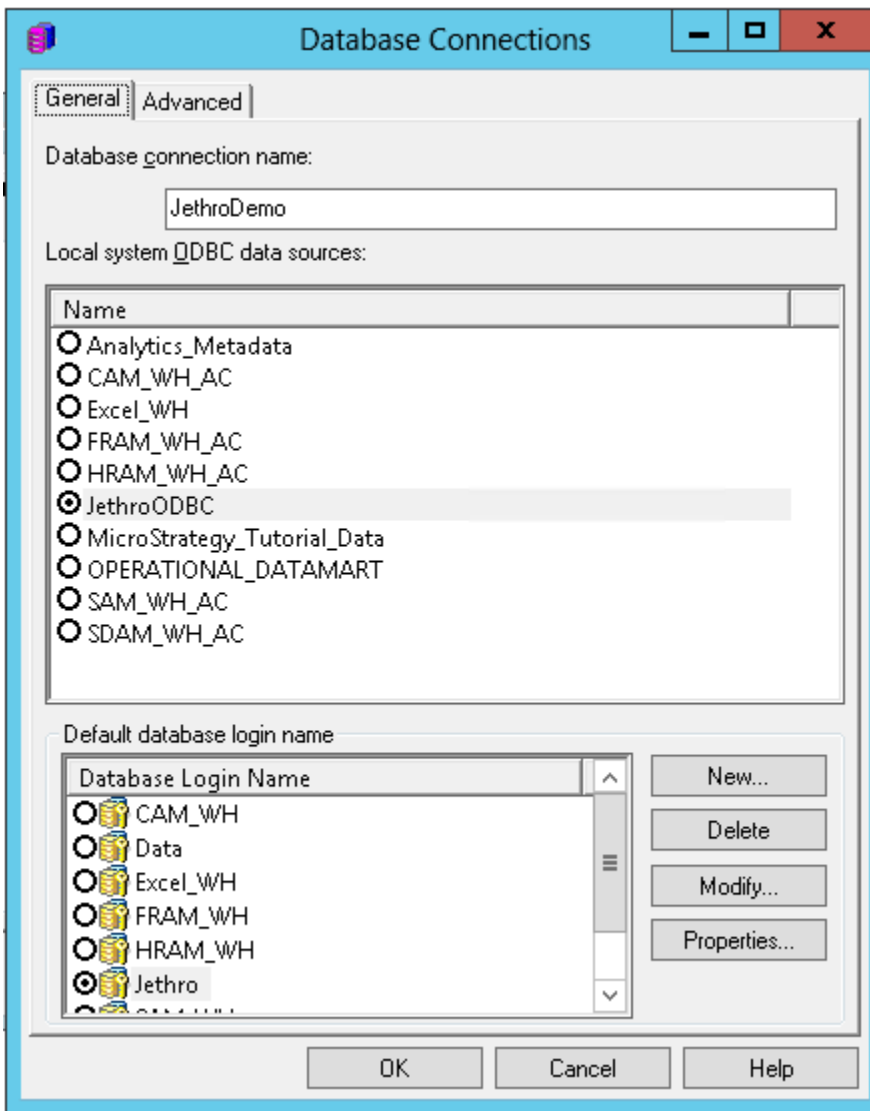 Database Connections
General Advanced
Database connection name:
JethroDemo
Local system ODBC data sources:
Name
Analytics_Metadata
CAM_WH_AC
Excel_WH
FRAM_WH_AC
HRAM_WH_AC
JethroODBC
MicroStrategy_Tutorial_Data
OPERATIONAL_DATAMART
SAM_WH_AC
SDAM_WH_AC
Default database login name
Database Login Name
CAM_WH
Data
Excel_WH
FRAM_WH
HRAM_WH
Jethro
New...
Delete
Modify...
Properties...
OK Cancel Help